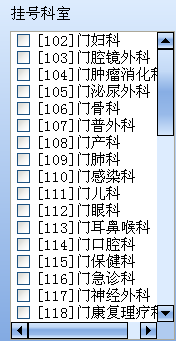 挂号科室
[102]门妇科
[103]门腔镜外科
[104]门肿瘤消化科
[105]门泌尿外科
[106]门骨科
[107]门普外科
[108]门产科
[109]门肺科
[110]门感染科
[111]门儿科
[112]门眼科
[113]门耳鼻喉科
[114]门口腔科
[115]门保健科
[116]门急诊科
[117]门神经外科
[118]门康复理疗科